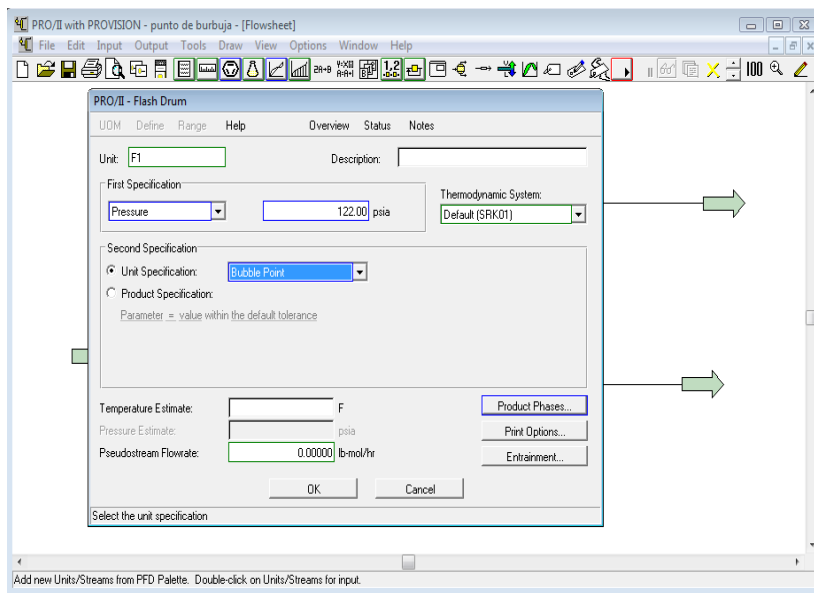 PRO/II with PROVISION - punto de burbuja - [Flowsheet]
File Edit Input Output Tools Draw View Options Window Help
2A→B 1,2 100
PRO/II - Flash Drum
UOM Define Range Help Overview Status Notes
Unit: F1 Description:
First Specification
Thermodynamic System:
Pressure 122.00 psia Default (SRK01)
Second Specification
Unit Specification: Bubble Point
Product Specification:
Parameter = value within the default tolerance
Temperature Estimate: F Product Phases...
Pressure Estimate: psia Print Options...
Pseudostream Flowrate: 0.00000 lb-mol/hr Entrainment...
OK Cancel
Select the unit specification
Add new Units/Streams from PFD Palette. Double-click on Units/Streams for input.